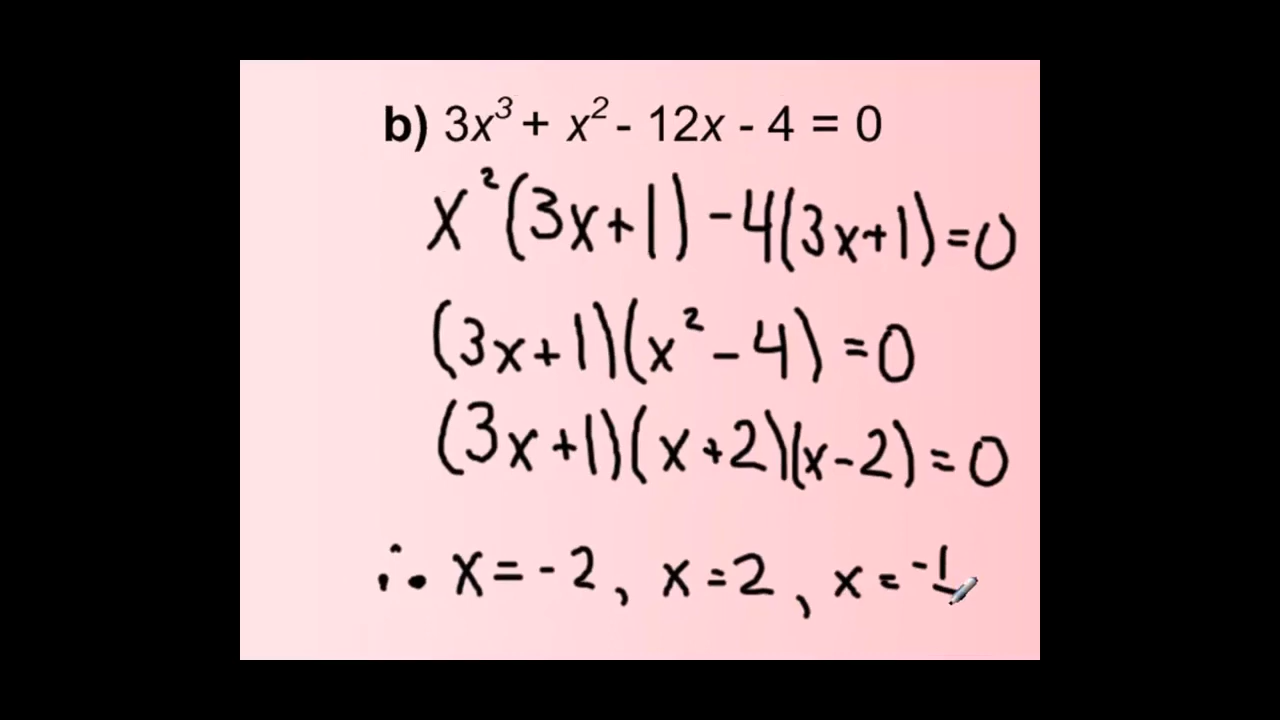 b) 3x³ + x² - 12x - 4 = 0
x²(3x+1) -4(3x+1)=0
(3x+1)(x²-4)=0
(3x+1)(x+2)(x-2)=0
∴ x=-2, x=2, x=-1